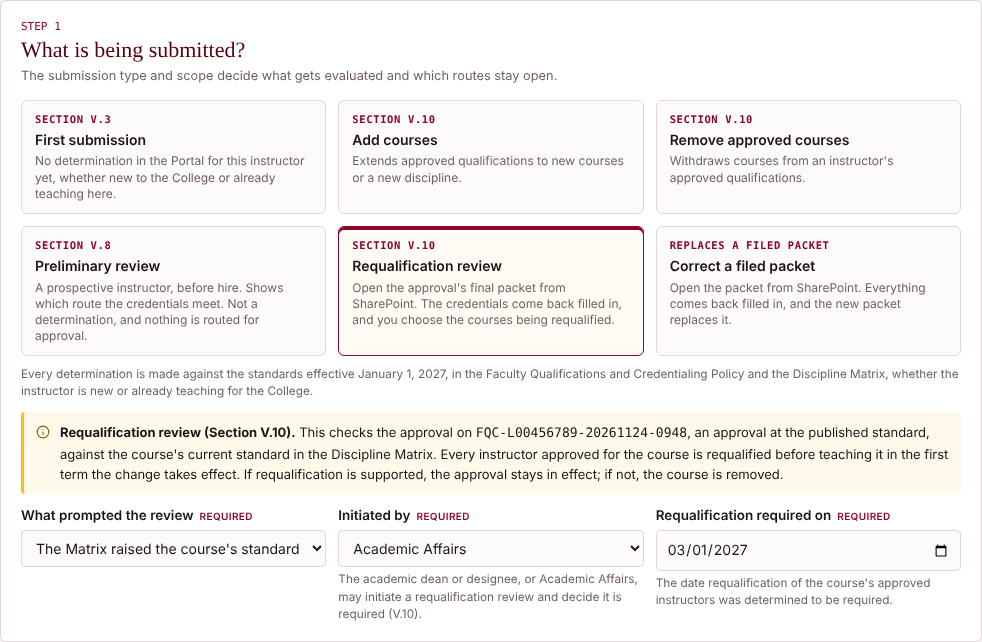 STEP 1
What is being submitted?
The submission type and scope decide what gets evaluated and which routes stay open.
SECTION V.3
First submission
No determination in the Portal for this instructor
yet, whether new to the College or already
teaching here.
SECTION V.10
Add courses
Extends approved qualifications to new courses
or a new discipline.
SECTION V.10
Remove approved courses
Withdraws courses from an instructor's
approved qualifications.
SECTION V.8
Preliminary review
A prospective instructor, before hire. Shows
which route the credentials meet. Not a
determination, and nothing is routed for
approval.
SECTION V.10
Requalification review
Open the approval's final packet from
SharePoint. The credentials come back filled in,
and you choose the courses being requalified.
REPLACES A FILED PACKET
Correct a filed packet
Open the packet from SharePoint. Everything
comes back filled in, and the new packet
replaces it.
Every determination is made against the standards effective January 1, 2027, in the Faculty Qualifications and Credentialing Policy and the Discipline Matrix, whether the
instructor is new or already teaching for the College.
Requalification review (Section V.10). This checks the approval on FQC-L00456789-20261124-0948, an approval at the published standard,
against the course's current standard in the Discipline Matrix. Every instructor approved for the course is requalified before teaching it in the first
term the change takes effect. If requalification is supported, the approval stays in effect; if not, the course is removed.
What prompted the review REQUIRED
The Matrix raised the course's standard
Initiated by REQUIRED
Academic Affairs
The academic dean or designee, or Academic Affairs,
may initiate a requalification review and decide it is
required (V.10).
Requalification required on REQUIRED
03/01/2027
The date requalification of the course's approved
instructors was determined to be required.